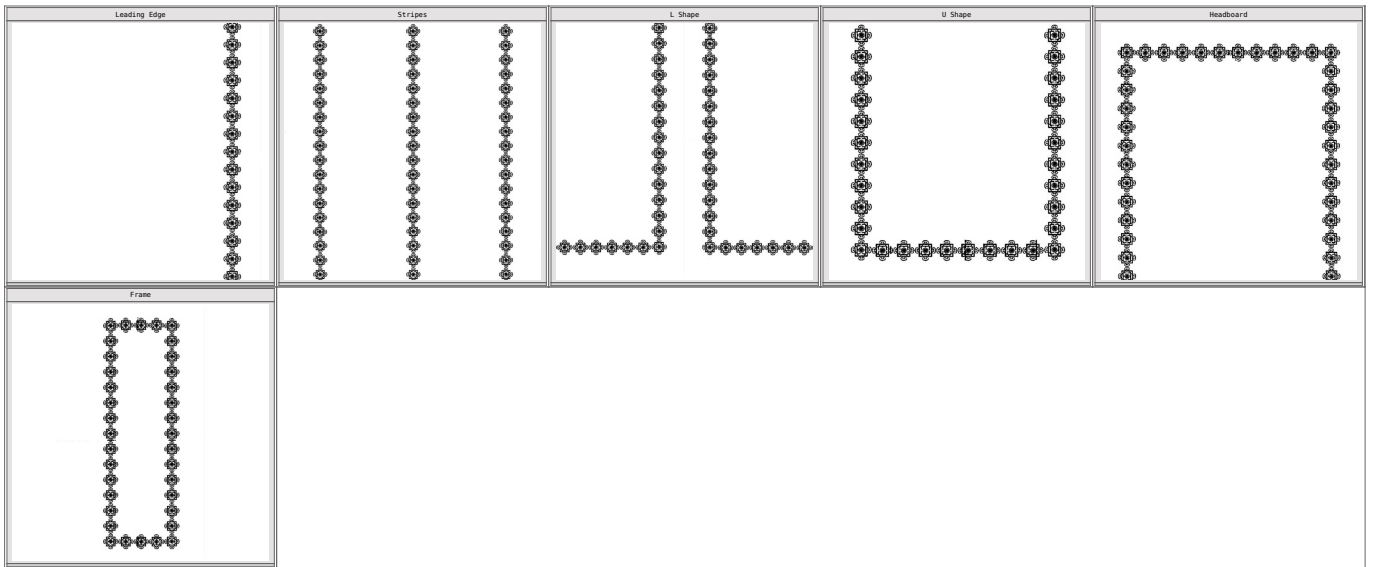 Leading Edge
Stripes
L Shape
U Shape
Headboard
Frame